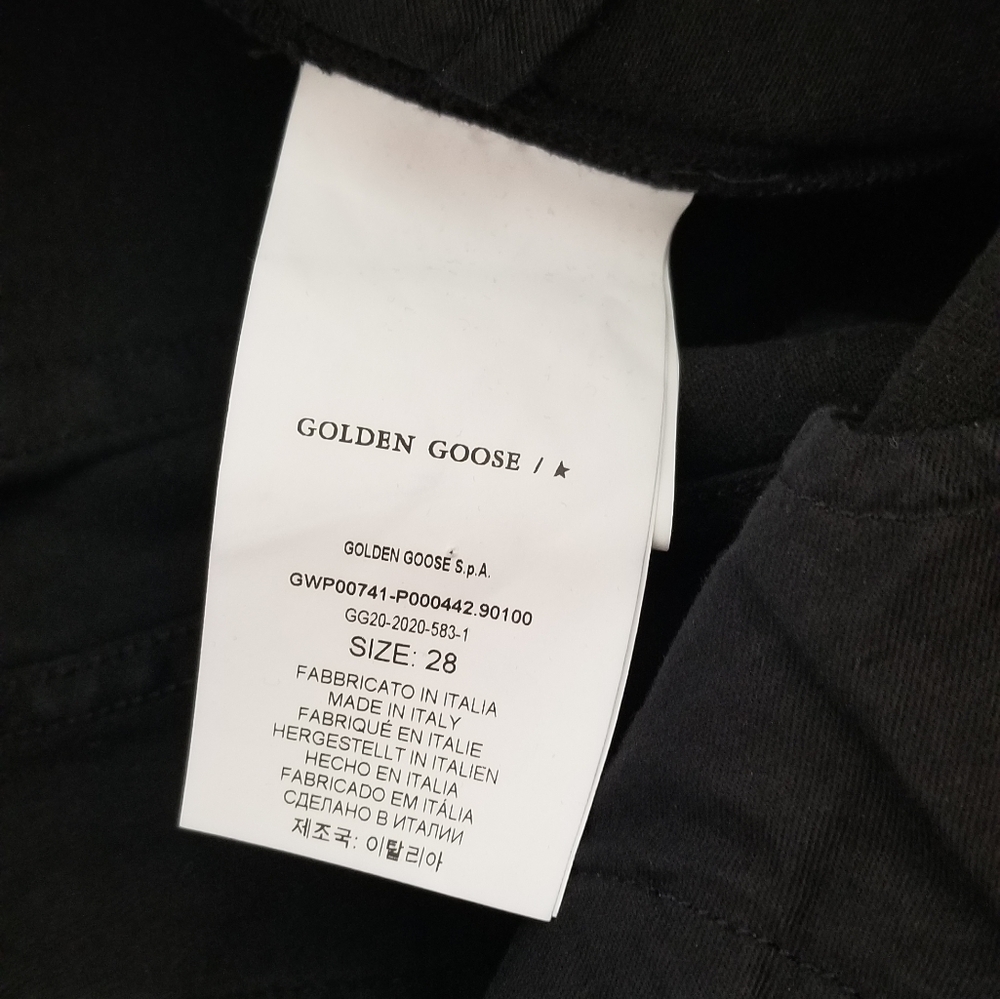 GOLDEN GOOSE / ★
GOLDEN GOOSE S.p.A.
GWP00741-P000442.90100
GG20-2020-583-1
SIZE: 28
FABBRICATO IN ITALIA
MADE IN ITALY
FABRIQUÉ EN ITALIE
HERGESTELLT IN ITALIEN
HECHO EN ITALIA
FABRICADO EM ITÁLIA
СДЕЛАНО В ИТАЛИИ
제조국: 이탈리아